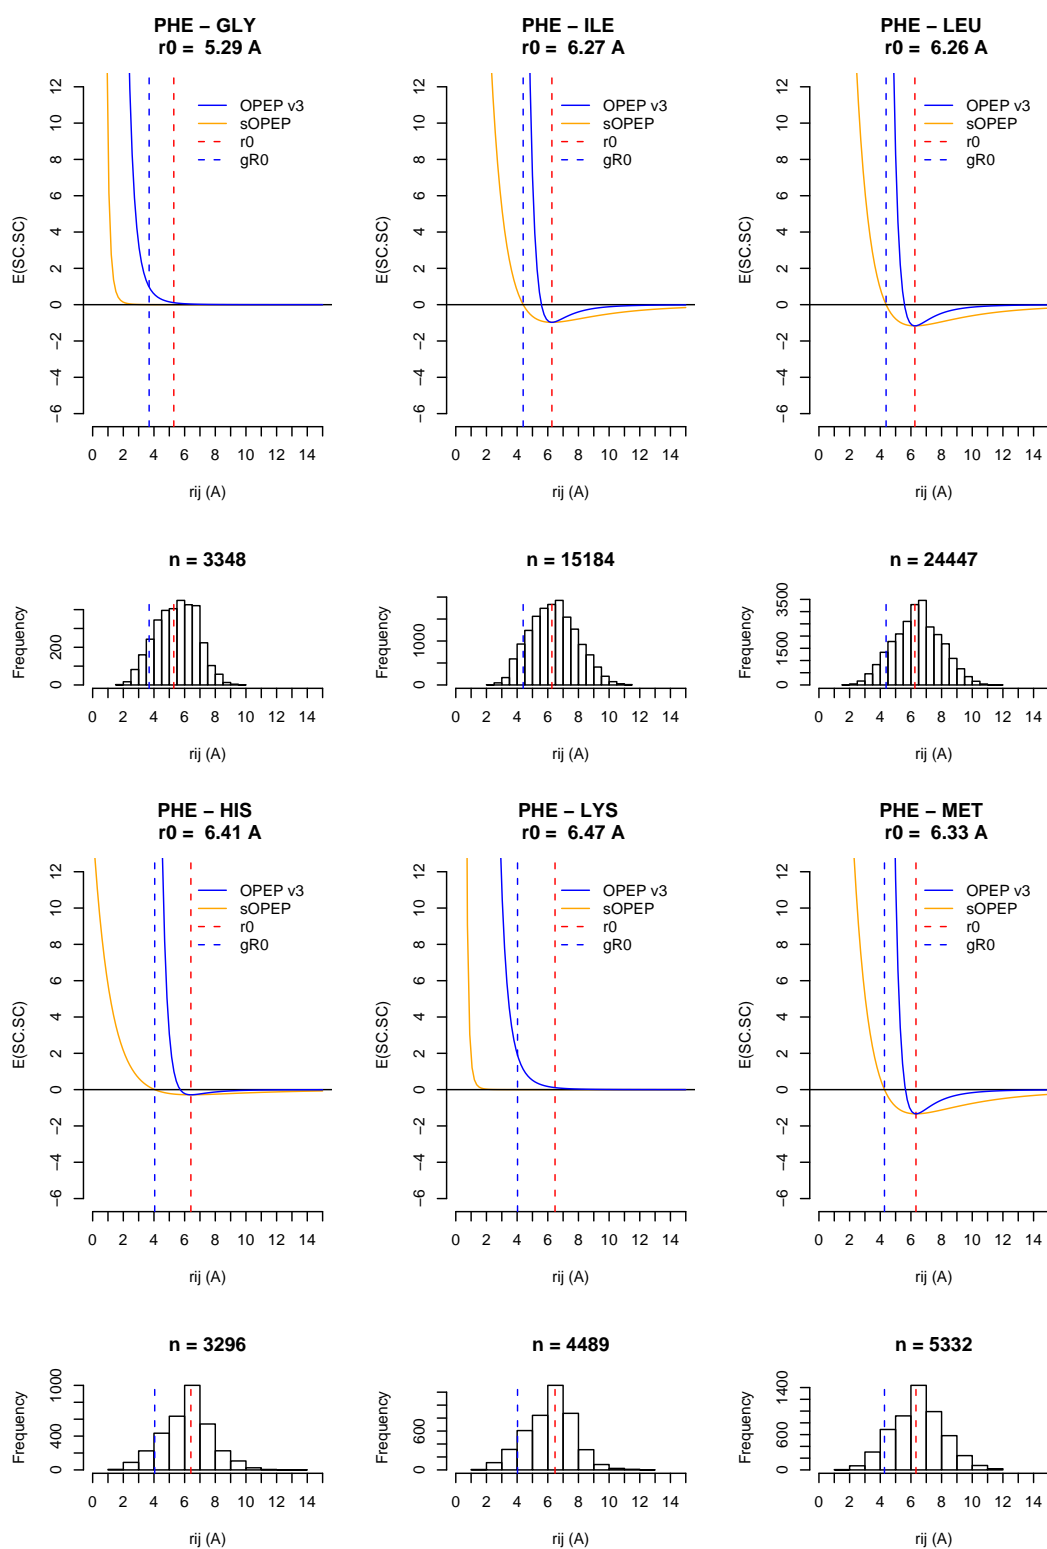 PHE – GLY
r0 = 5.29 A
E(SC.SC)
12
10
8
6
4
2
0
−2
−4
−6
OPEP v3
sOPEP
r0
gR0
0 2 4 6 8 10 12 14
rij (A)
PHE – ILE
r0 = 6.27 A
E(SC.SC)
12
10
8
6
4
2
0
−2
−4
−6
OPEP v3
sOPEP
r0
gR0
0 2 4 6 8 10 12 14
rij (A)
PHE – LEU
r0 = 6.26 A
E(SC.SC)
12
10
8
6
4
2
0
−2
−4
−6
OPEP v3
sOPEP
r0
gR0
0 2 4 6 8 10 12 14
rij (A)
n = 3348
Frequency
200
0
0 2 4 6 8 10 12 14
rij (A)
n = 15184
Frequency
1000
0
0 2 4 6 8 10 12 14
rij (A)
n = 24447
Frequency
3500
1500
0
0 2 4 6 8 10 12 14
rij (A)
PHE – HIS
r0 = 6.41 A
E(SC.SC)
12
10
8
6
4
2
0
−2
−4
−6
OPEP v3
sOPEP
r0
gR0
0 2 4 6 8 10 12 14
rij (A)
PHE – LYS
r0 = 6.47 A
E(SC.SC)
12
10
8
6
4
2
0
−2
−4
−6
OPEP v3
sOPEP
r0
gR0
0 2 4 6 8 10 12 14
rij (A)
PHE – MET
r0 = 6.33 A
E(SC.SC)
12
10
8
6
4
2
0
−2
−4
−6
OPEP v3
sOPEP
r0
gR0
0 2 4 6 8 10 12 14
rij (A)
n = 3296
Frequency
1000
400
0
0 2 4 6 8 10 12 14
rij (A)
n = 4489
Frequency
600
0
0 2 4 6 8 10 12 14
rij (A)
n = 5332
Frequency
1400
600
0
0 2 4 6 8 10 12 14
rij (A)